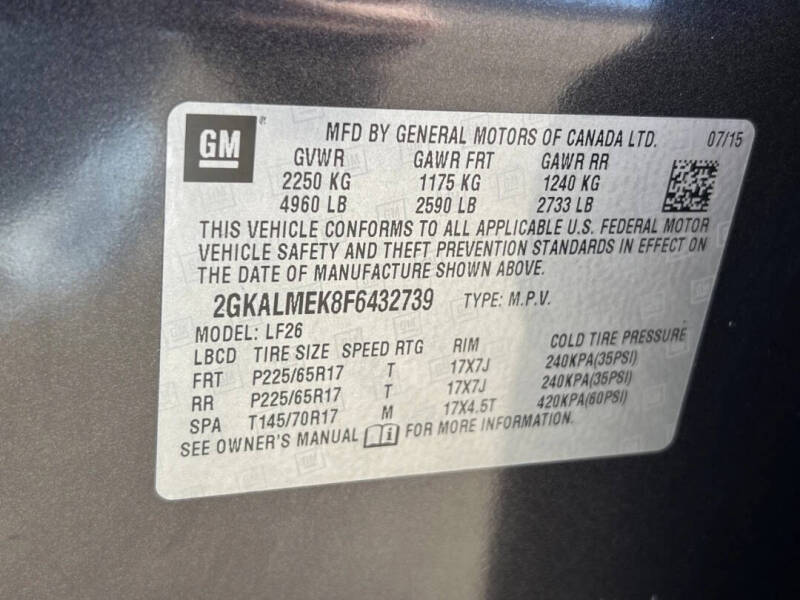 GM® MFD BY GENERAL MOTORS OF CANADA LTD. 07/15
GVWR GAWR FRT GAWR RR
2250 KG 1175 KG 1240 KG
4960 LB 2590 LB 2733 LB
THIS VEHICLE CONFORMS TO ALL APPLICABLE U.S. FEDERAL MOTOR
VEHICLE SAFETY AND THEFT PREVENTION STANDARDS IN EFFECT ON
THE DATE OF MANUFACTURE SHOWN ABOVE.
2GKALMEK8F6432739 TYPE: M.P.V.
MODEL: LF26
LBCD TIRE SIZE SPEED RTG RIM COLD TIRE PRESSURE
FRT P225/65R17 T 17X7J 240KPA(35PSI)
RR P225/65R17 T 17X7J 240KPA(35PSI)
SPA T145/70R17 M 17X4.5T 420KPA(60PSI)
SEE OWNER'S MANUAL i FOR MORE INFORMATION.